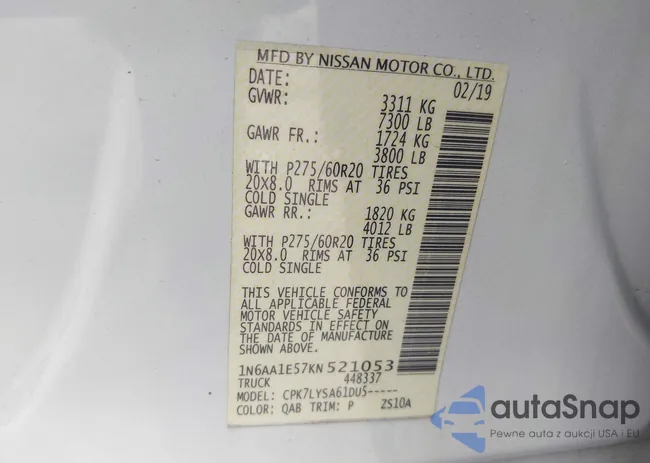 MFD BY NISSAN MOTOR CO., LTD.
DATE: 02/19
GVWR: 3311 KG
7300 LB
GAWR FR.: 1724 KG
3800 LB
WITH P275/60R20 TIRES
20X8.0 RIMS AT 36 PSI
COLD SINGLE
GAWR RR.: 1820 KG
4012 LB
WITH P275/60R20 TIRES
20X8.0 RIMS AT 36 PSI
COLD SINGLE
THIS VEHICLE CONFORMS TO
ALL APPLICABLE FEDERAL
MOTOR VEHICLE SAFETY
STANDARDS IN EFFECT ON
THE DATE OF MANUFACTURE
SHOWN ABOVE.
1N6AA1E57KN521053
TRUCK 448337
MODEL: CPK7LYSA61DUS-----
COLOR: QAB TRIM: P ZS10A
autaSnap
Pewne auta z aukcji USA i EU